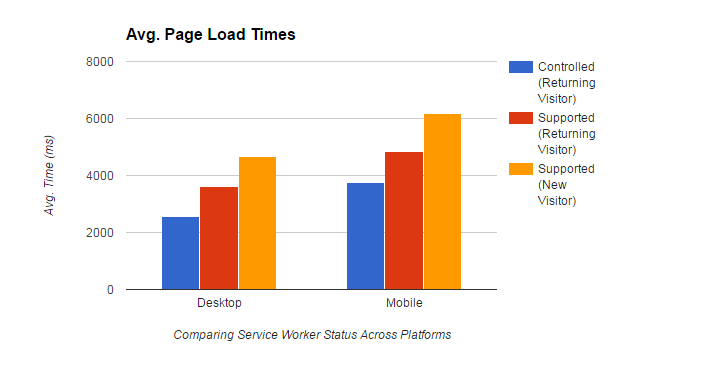 Avg. Page Load Times
8000
6000
4000
2000
0
Avg. Time (ms)
Desktop
Mobile
Comparing Service Worker Status Across Platforms
Controlled
(Returning
Visitor)
Supported
(Returning
Visitor)
Supported
(New
Visitor)